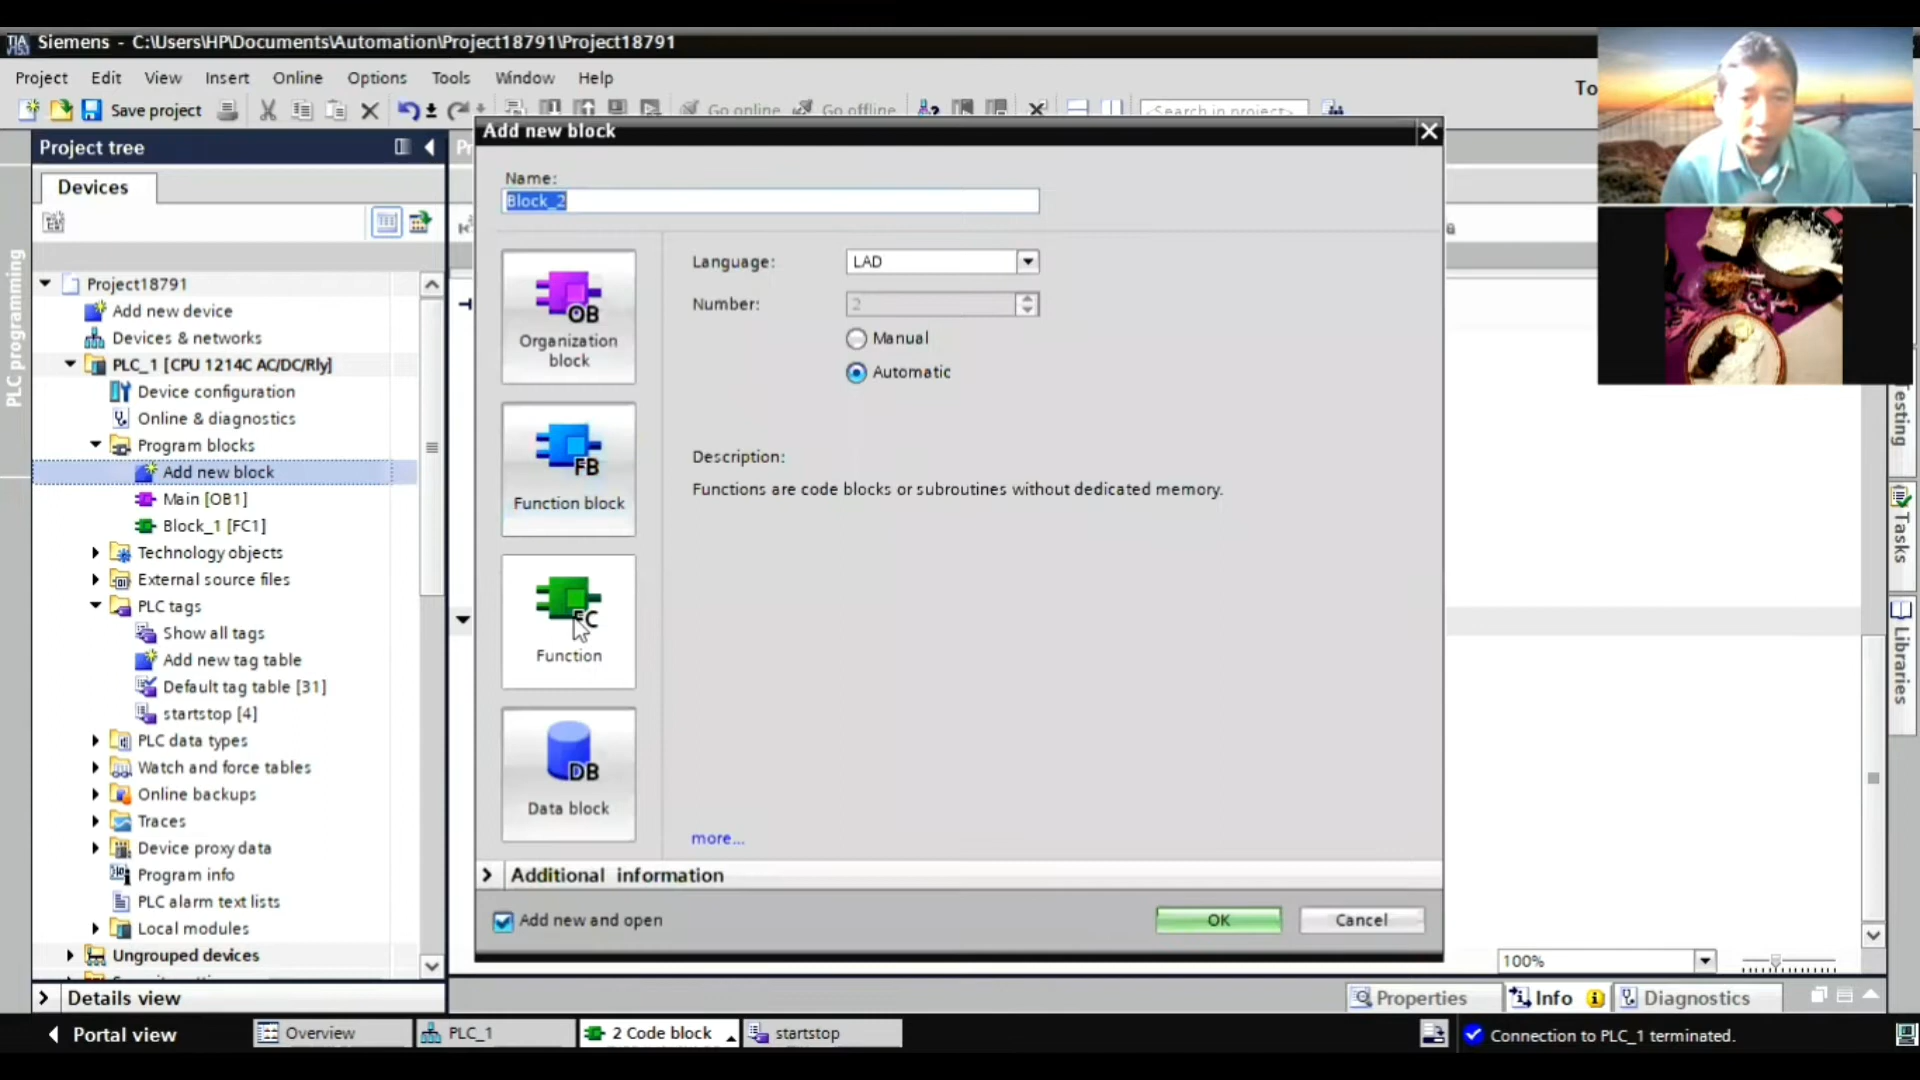 Siemens - C:\Users\HP\Documents\Automation\Project18791\Project18791
Project Edit View Insert Online Options Tools Window Help
To
Save project
Go online
Go offline
<Search in project>
Project tree
Devices
PLC programming
Project18791
Add new device
Devices & networks
PLC_1 [CPU 1214C AC/DC/Rly]
Device configuration
Online & diagnostics
Program blocks
Add new block
Main [OB1]
Block_1 [FC1]
Technology objects
External source files
PLC tags
Show all tags
Add new tag table
Default tag table [31]
startstop [4]
PLC data types
Watch and force tables
Online backups
Traces
Device proxy data
Program info
PLC alarm text lists
Local modules
Ungrouped devices
Details view
Add new block
Name:
Block_2
OB
Organization
block
FB
Function block
FC
Function
DB
Data block
Language:
LAD
Number:
2
Manual
Automatic
Description:
Functions are code blocks or subroutines without dedicated memory.
more...
Additional information
Add new and open
OK
Cancel
Tasks
Libraries
100%
Properties
Info
Diagnostics
Portal view
Overview
PLC_1
2 Code block
startstop
Connection to PLC_1 terminated.